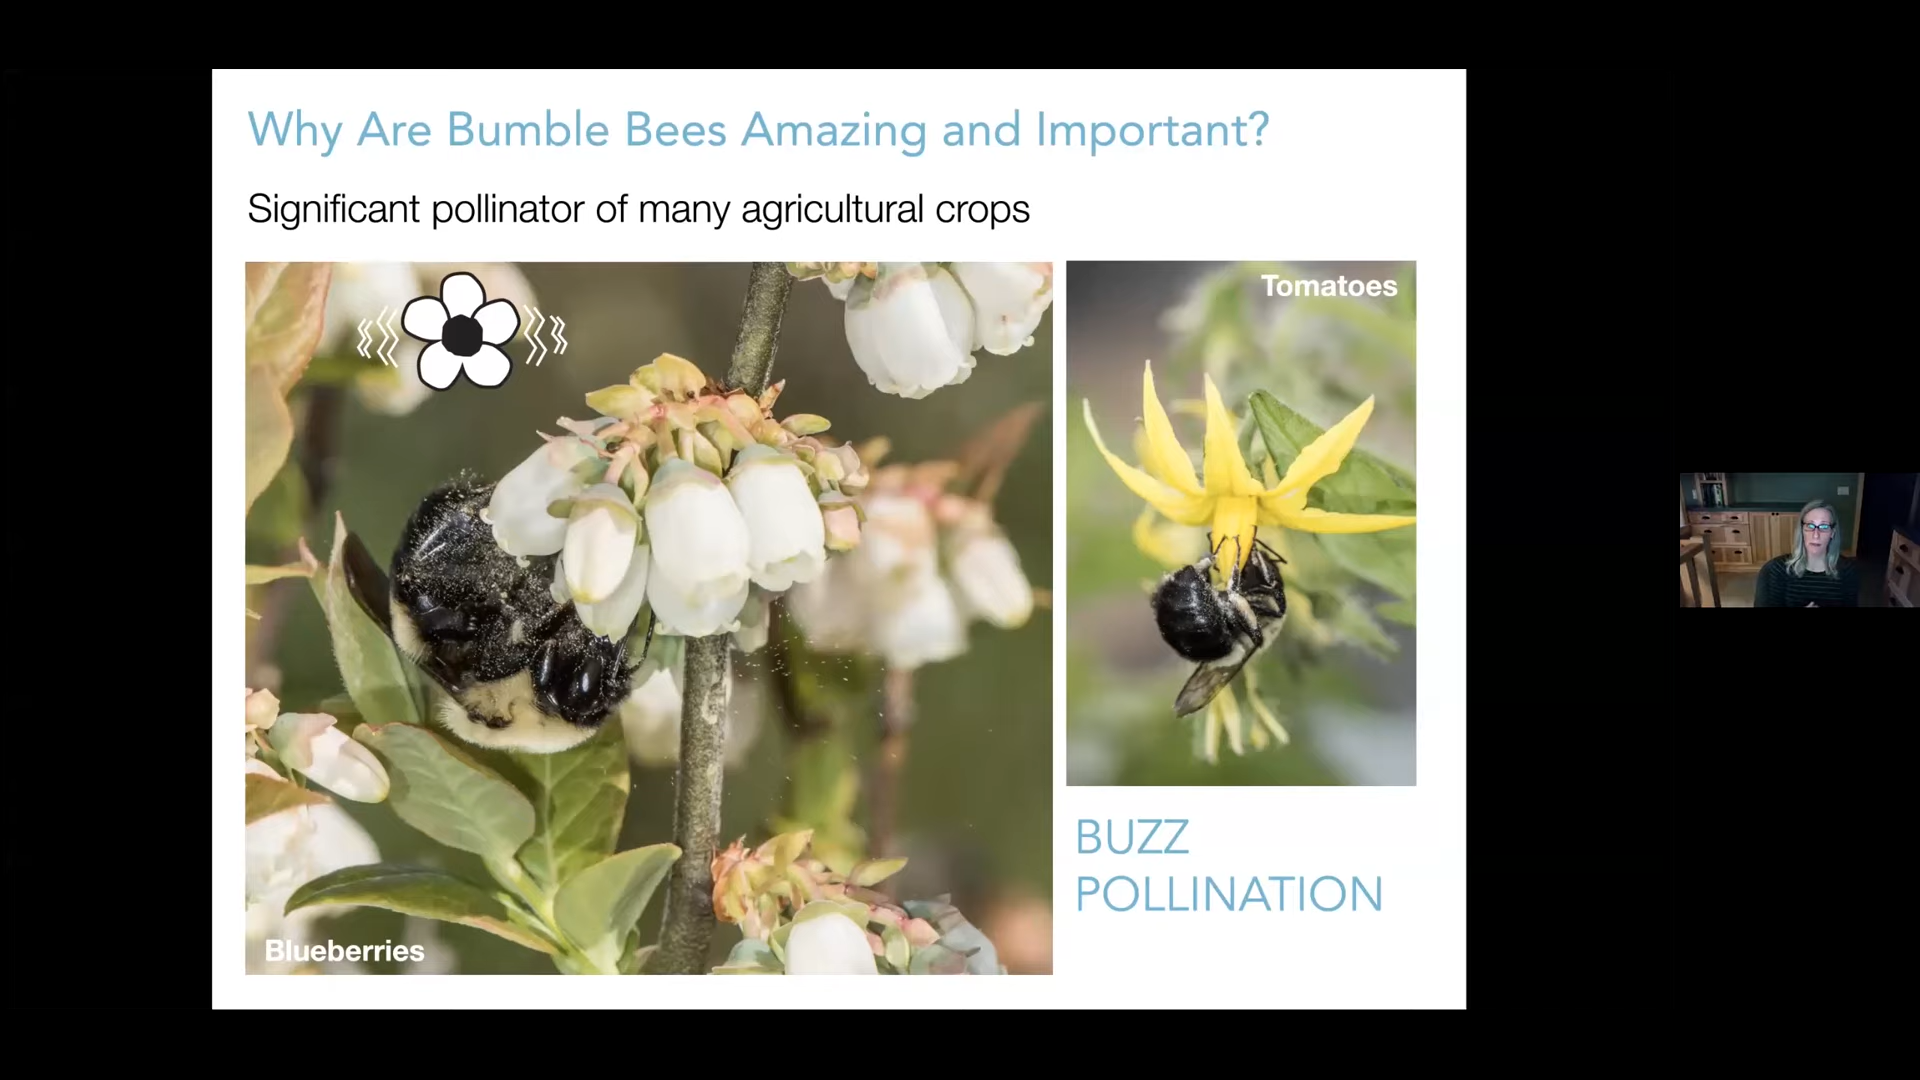 Why Are Bumble Bees Amazing and Important?
Significant pollinator of many agricultural crops
Tomatoes
Blueberries
BUZZ
POLLINATION